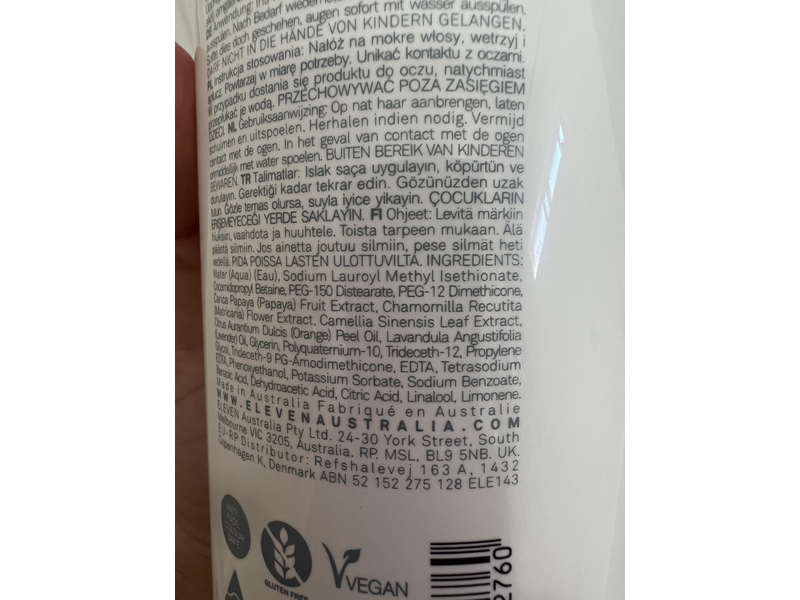 DE Anwendung: Ins
ausspülen. Nach Bedarf
Sollte dies doch geschehen, augen sofort mit wasser ausspülen.
DARF NICHT IN DIE HÄNDE VON KINDERN GELANGEN.
PL Instrukcja stosowania: Nałóż na mokre włosy, wetrzyj i
spłucz. Powtarzaj w miarę potrzeby. Unikać kontaktu z oczami.
W przypadku dostania się produktu do oczu, natychmiast
przepłukać je wodą. PRZECHOWYWAĆ POZA ZASIĘGIEM
DZIECI. NL Gebruiksaanwijzing: Op nat haar aanbrengen, laten
schuimen en uitspoelen. Herhalen indien nodig. Vermijd
contact met de ogen. In het geval van contact met de ogen
onmiddellijk met water spoelen. BUITEN BEREIK VAN KINDEREN
BEWAREN. TR Talimatlar: Islak saça uygulayın, köpürtün ve
durulayın. Gerektiği kadar tekrar edin. Gözünüzden uzak
tutun. Gözle temas olursa, suyla iyice yikayin. ÇOCUKLARIN
ERİŞEMEYECEĞİ YERDE SAKLAYIN. FI Ohjeet: Levitä märkiin
hiuksiin, vaahdota ja huuhtele. Toista tarpeen mukaan. Älä
päästä silmiin. Jos ainetta joutuu silmiin, pese silmät heti
vedellä. PIDÄ POISSA LASTEN ULOTTUVILTA. INGREDIENTS:
Water (Aqua) (Eau), Sodium Lauroyl Methyl Isethionate,
Cocamidopropyl Betaine, PEG-150 Distearate, PEG-12 Dimethicone,
Carica Papaya (Papaya) Fruit Extract, Chamomilla Recutita
(Matricaria) Flower Extract, Camellia Sinensis Leaf Extract,
Citrus Aurantium Dulcis (Orange) Peel Oil, Lavandula Angustifolia
(Lavender) Oil, Glycerin, Polyquaternium-10, Trideceth-12, Propylene
Glycol, Trideceth-9 PG-Amodimethicone, EDTA, Tetrasodium
EDTA, Phenoxyethanol, Potassium Sorbate, Sodium Benzoate,
Benzoic Acid, Dehydroacetic Acid, Citric Acid, Linalool, Limonene.
Made in Australia Fabriqué en Australie
WWW.ELEVENAUSTRALIA.COM
ELEVEN Australia Pty Ltd. 24-30 York Street, South
Melbourne VIC 3205, Australia. RP. MSL, BL9 5NB. UK.
EU-RP Distributor: Refshalevej 163 A, 1432
Copenhagen K, Denmark ABN 52 152 275 128 ELE143
GLUTEN FREE
VEGAN
2760